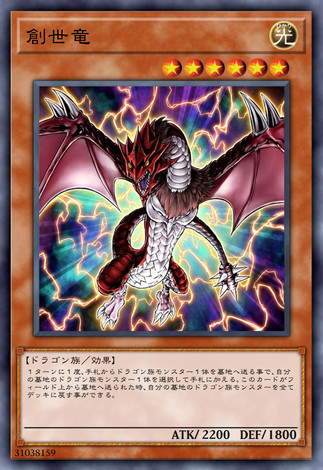 創世竜
光
【ドラゴン族／効果】
１ターンに１度、手札からドラゴン族モンスター１体を墓地へ送る事で、自分
の墓地のドラゴン族モンスター１体を選択して手札に加える。このカードがフ
ィールド上から墓地へ送られた時、自分の墓地のドラゴン族モンスターを全て
デッキに戻す事ができる。
ATK/ 2200 DEF/1800
31038159